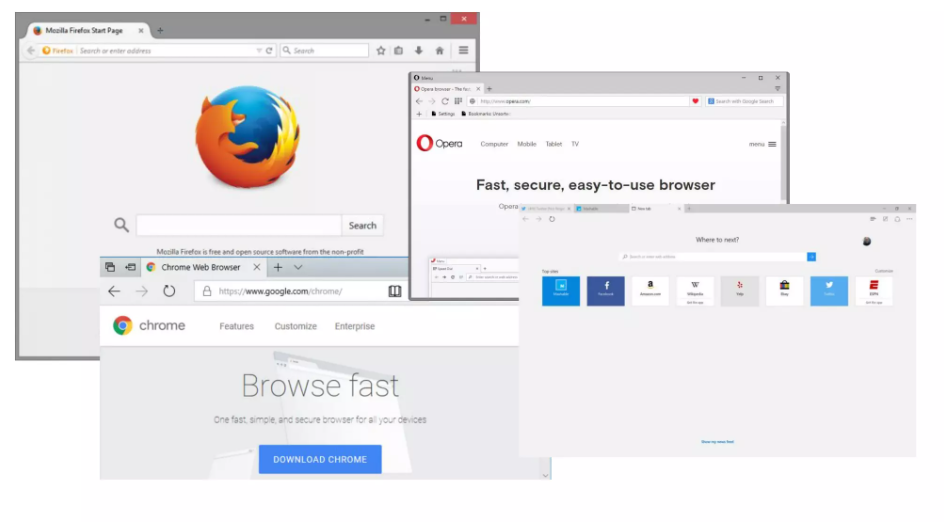 Mozilla Firefox Start Page
Firefox Search or enter address
Search
Search
Mozilla Firefox is free and open source software from the non-profit
Menu
Opera browser - The fa
http://www.opera.com/
Search with Google Search
Settings
Opera
Computer Mobile Tablet TV
menu
Fast, secure, easy-to-use browser
Opera
Chrome Web Browser
https://www.google.com/chrome/
chrome
Features Customize Enterprise
Browse fast
One fast, simple, and secure browser for all your devices
DOWNLOAD CHROME
New tab
Where to next?
Search or enter web address
Top sites
Customize
Facebook
Amazon.com
Wikipedia
Yelp
Ebay
Twitter
ESPN
Show my news feed